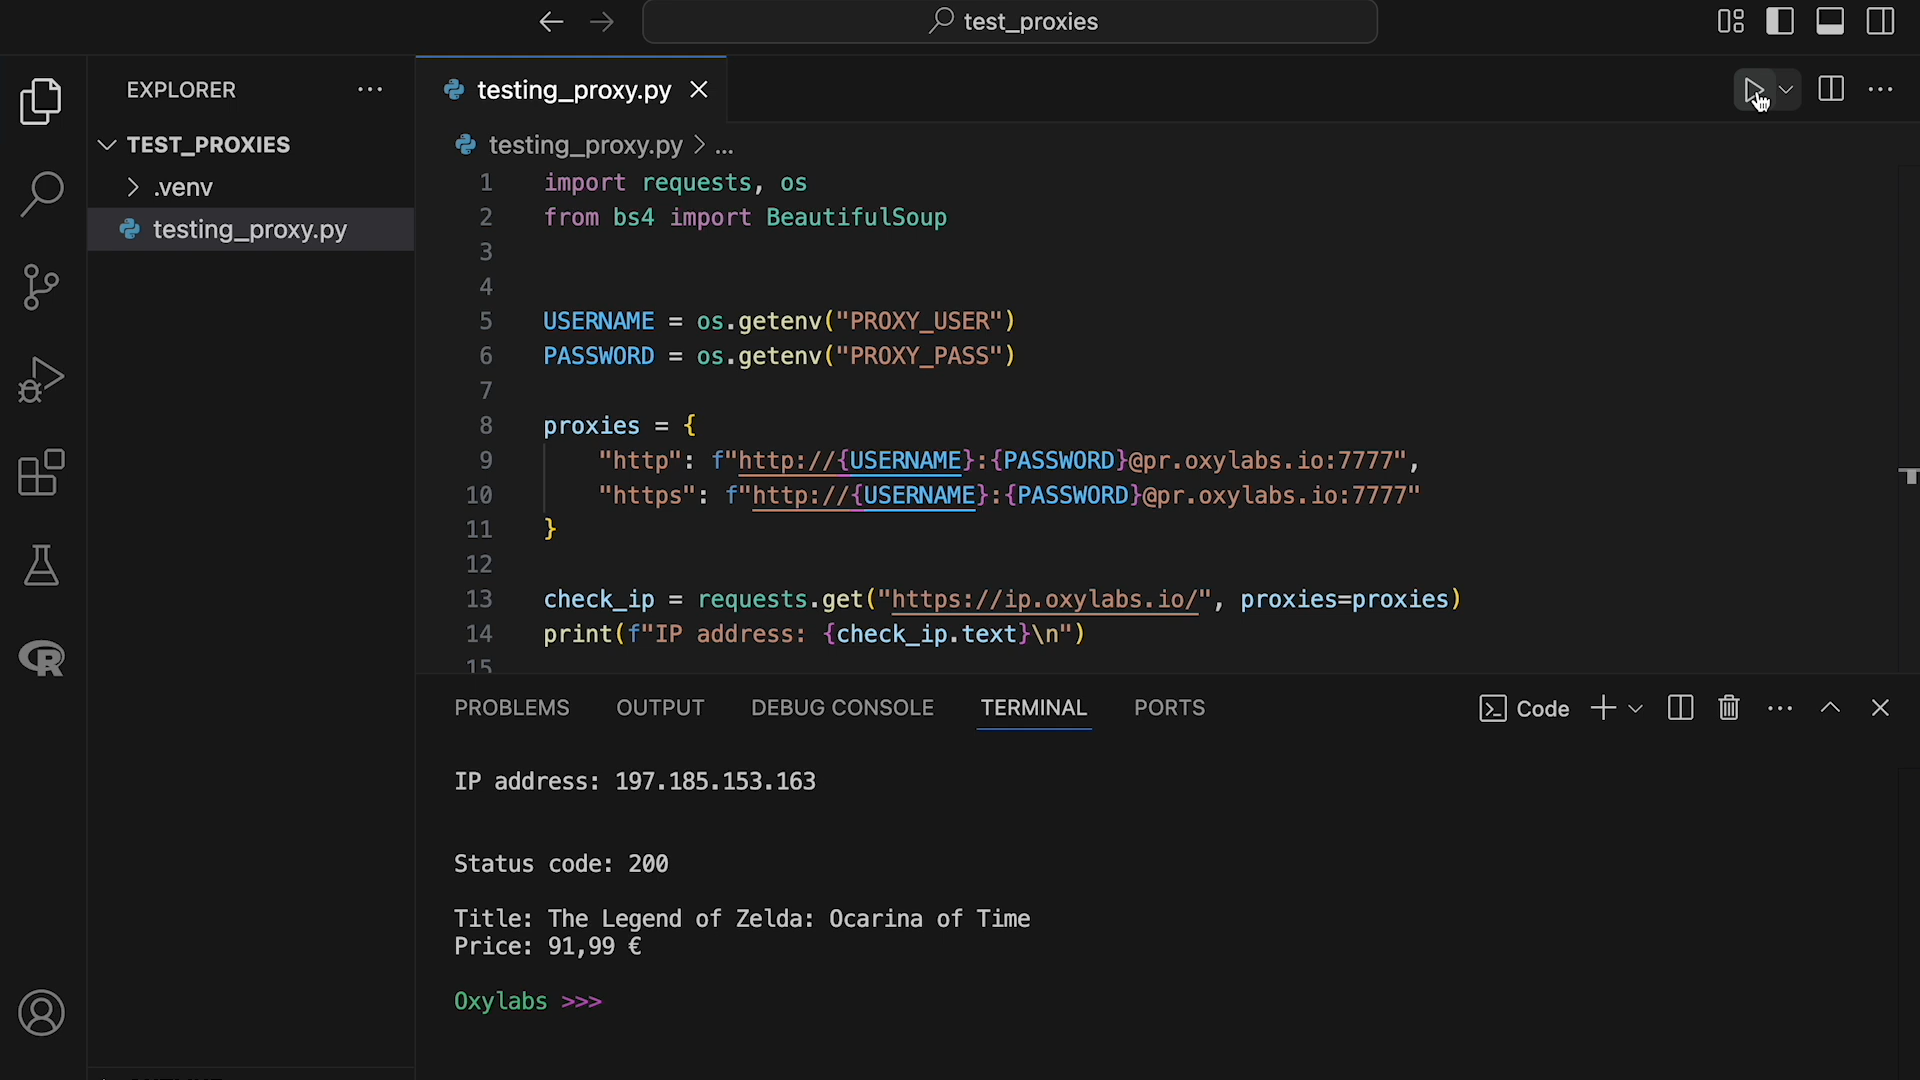 test_proxies
EXPLORER
TEST_PROXIES
.venv
testing_proxy.py
testing_proxy.py
testing_proxy.py > ...
1 import requests, os
2 from bs4 import BeautifulSoup
3
4
5 USERNAME = os.getenv("PROXY_USER")
6 PASSWORD = os.getenv("PROXY_PASS")
7
8 proxies = {
9 "http": f"http://{USERNAME}:{PASSWORD}@pr.oxylabs.io:7777",
10 "https": f"http://{USERNAME}:{PASSWORD}@pr.oxylabs.io:7777"
11 }
12
13 check_ip = requests.get("https://ip.oxylabs.io/", proxies=proxies)
14 print(f"IP address: {check_ip.text}\n")
15
PROBLEMS OUTPUT DEBUG CONSOLE TERMINAL PORTS Code
IP address: 197.185.153.163
Status code: 200
Title: The Legend of Zelda: Ocarina of Time
Price: 91,99 €
Oxylabs >>>